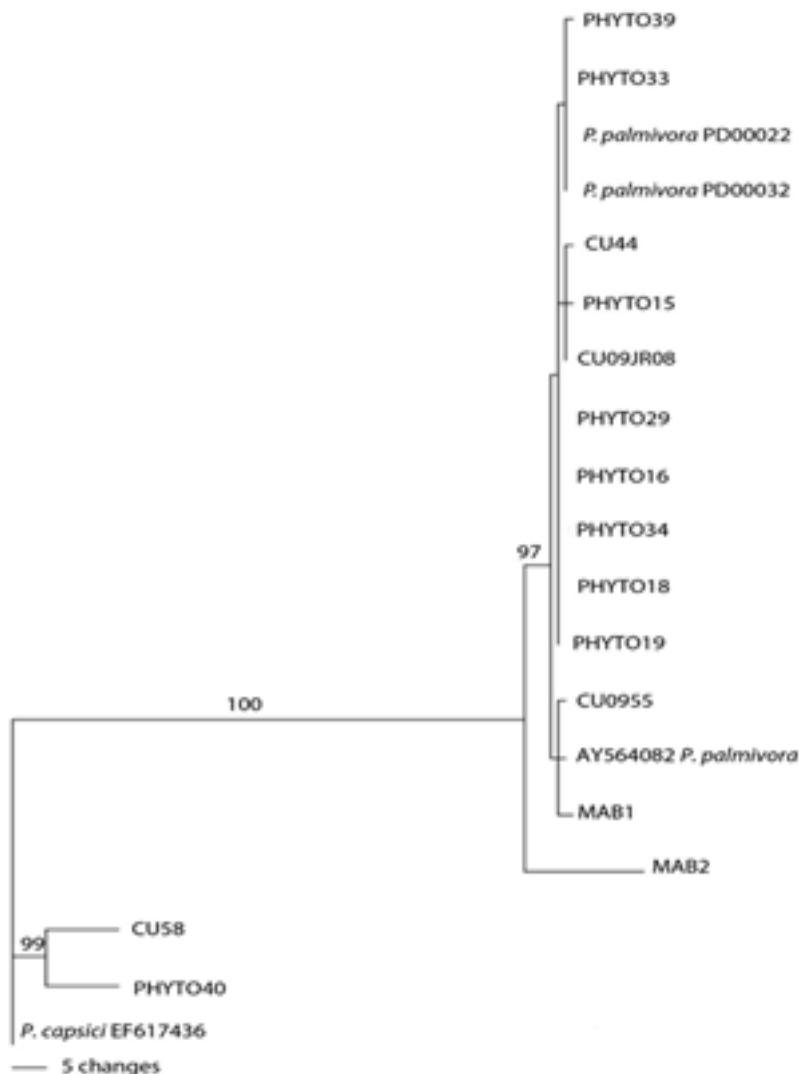 PHYTO39
PHYTO33
P. palmivora PD00022
P. palmivora PD00032
CU44
PHYTO15
CU09JR08
PHYTO29
PHYTO16
PHYTO34
97
PHYTO18
PHYTO19
CU0955
100
AY564082 P. palmivora
MAB1
MAB2
CU58
99
PHYTO40
P. capsici EF617436
5 changes